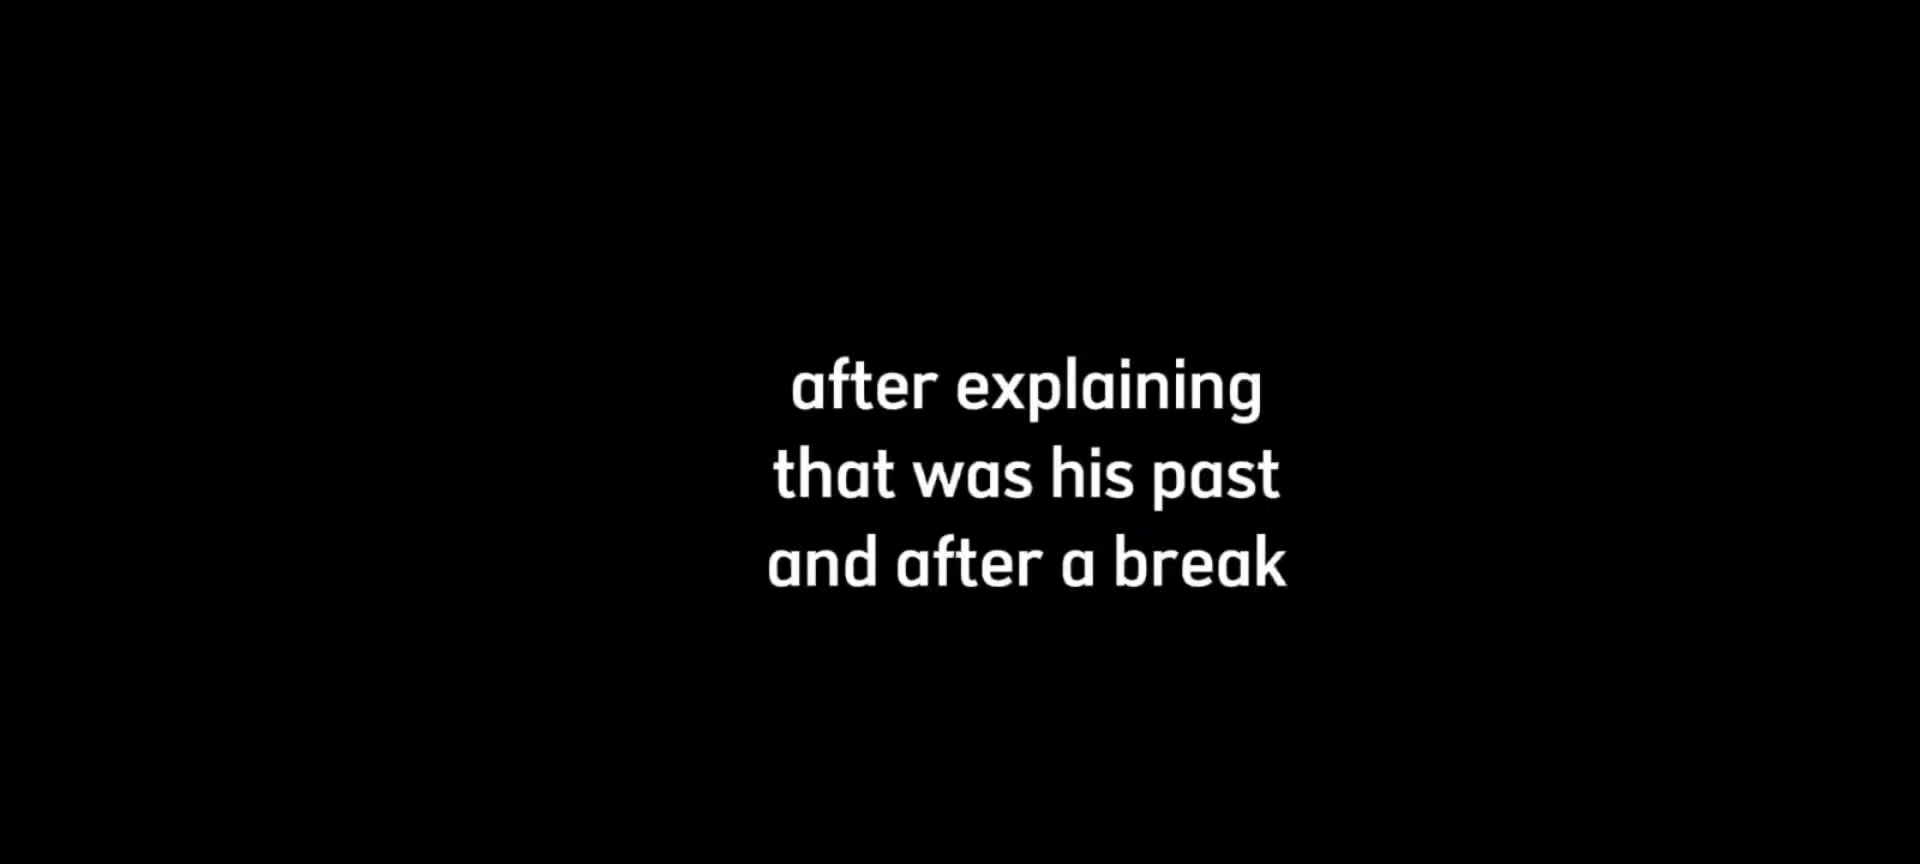 after explaining
that was his past
and after a break